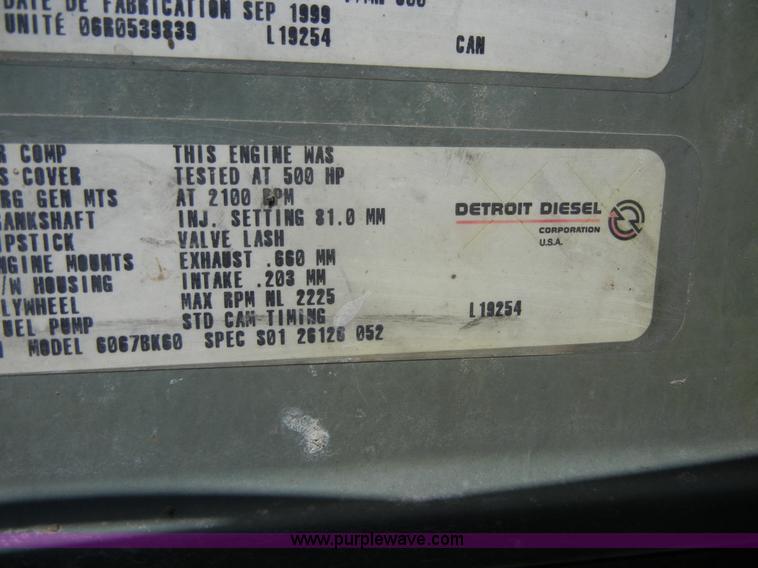 DATE DE FABRICATION SEP 1999
UNITÉ 06R0539839 L19254 CAN
R COMP THIS ENGINE WAS
S COVER TESTED AT 500 HP
RG GEN MTS AT 2100 RPM
RANKSHAFT INJ. SETTING 81.0 MM
IPSTICK VALVE LASH
NGINE MOUNTS EXHAUST .660 MM
/W HOUSING INTAKE .203 MM
LYWHEEL MAX RPM NL 2225
UEL PUMP STD CAM TIMING L19254
MODEL 6067BK60 SPEC S01 26126 052
DETROIT DIESEL
CORPORATION
U.S.A.
www.purplewave.com